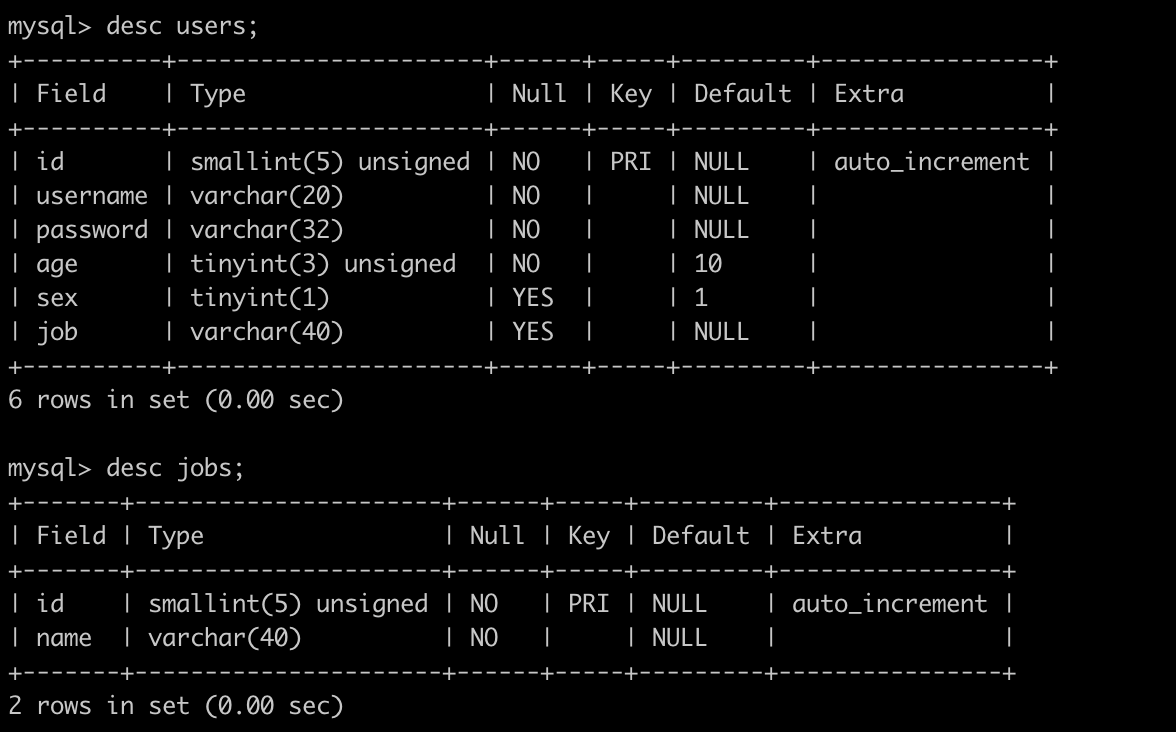 mysql> desc users;
+----------+----------------------+------+-----+---------+----------------+
| Field    | Type                 | Null | Key | Default | Extra          |
+----------+----------------------+------+-----+---------+----------------+
| id       | smallint(5) unsigned | NO   | PRI | NULL    | auto_increment |
| username | varchar(20)          | NO   |     | NULL    |                |
| password | varchar(32)          | NO   |     | NULL    |                |
| age      | tinyint(3) unsigned  | NO   |     | 10      |                |
| sex      | tinyint(1)           | YES  |     | 1       |                |
| job      | varchar(40)          | YES  |     | NULL    |                |
+----------+----------------------+------+-----+---------+----------------+
6 rows in set (0.00 sec)

mysql> desc jobs;
+-------+----------------------+------+-----+---------+----------------+
| Field | Type                 | Null | Key | Default | Extra          |
+-------+----------------------+------+-----+---------+----------------+
| id    | smallint(5) unsigned | NO   | PRI | NULL    | auto_increment |
| name  | varchar(40)          | NO   |     | NULL    |                |
+-------+----------------------+------+-----+---------+----------------+
2 rows in set (0.00 sec)